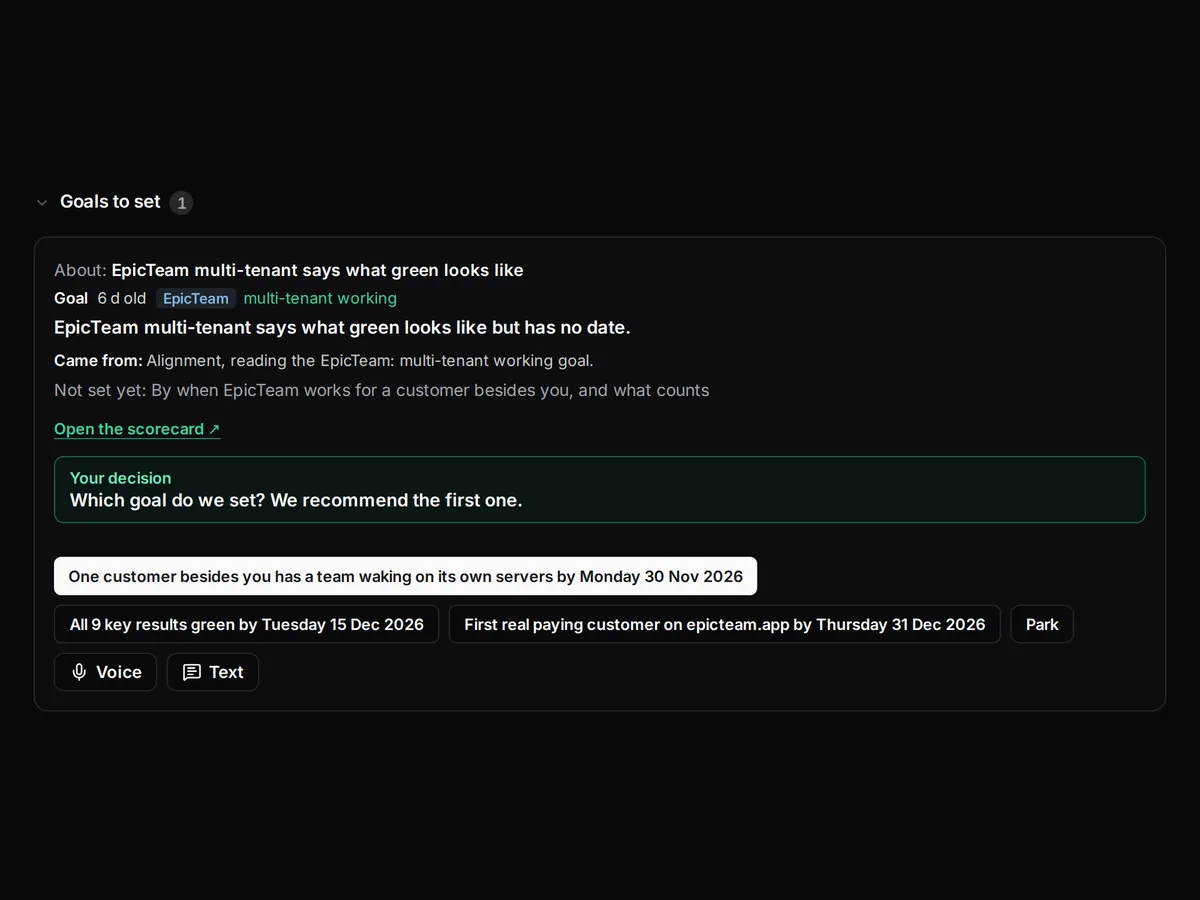 Goals to set 1
About: EpicTeam multi-tenant says what green looks like
Goal 6 d old EpicTeam multi-tenant working
EpicTeam multi-tenant says what green looks like but has no date.
Came from: Alignment, reading the EpicTeam: multi-tenant working goal.
Not set yet: By when EpicTeam works for a customer besides you, and what counts
Open the scorecard ↗
Your decision
Which goal do we set? We recommend the first one.
One customer besides you has a team waking on its own servers by Monday 30 Nov 2026
All 9 key results green by Tuesday 15 Dec 2026 First real paying customer on epicteam.app by Thursday 31 Dec 2026 Park
Voice Text